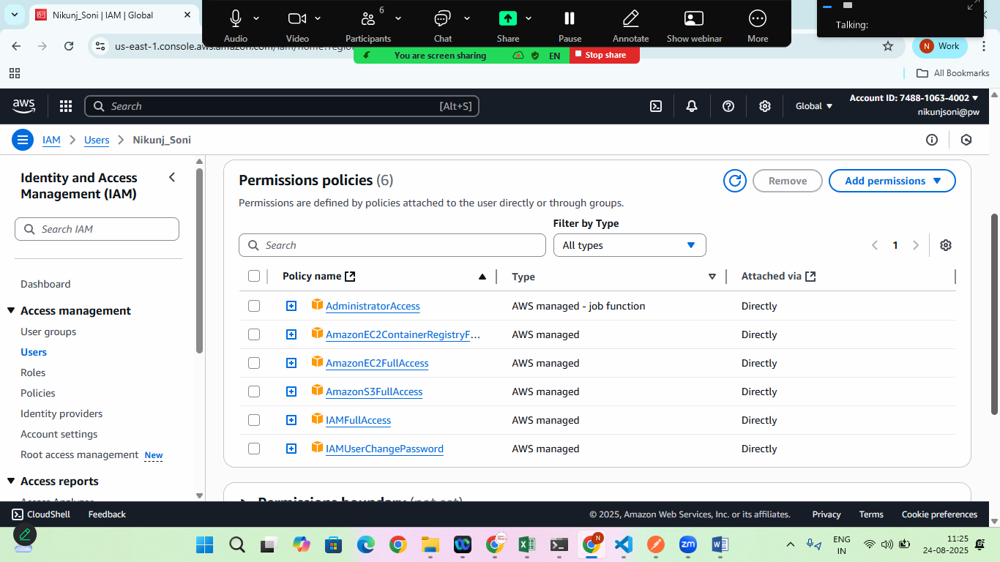 Nikunj_Soni | IAM | Global
Audio
Video
6
Participants
Chat
Share
Pause
Annotate
Show webinar
More
Talking:
us-east-1.console.aws.amazon.com/iam/home?regio
You are screen sharing
EN
Stop share
N
Work
All Bookmarks
aws
Search
[Alt+S]
Global
Account ID: 7488-1063-4002
nikunjsoni@pw
IAM
Users
Nikunj_Soni
Identity and Access
Management (IAM)
Search IAM
Dashboard
Access management
User groups
Users
Roles
Policies
Identity providers
Account settings
Root access management New
Access reports
Access Analyzer
Permissions policies (6)
Remove
Add permissions
Permissions are defined by policies attached to the user directly or through groups.
Filter by Type
Search
All types
1
Policy name
Type
Attached via
AdministratorAccess
AWS managed - job function
Directly
AmazonEC2ContainerRegistryF...
AWS managed
Directly
AmazonEC2FullAccess
AWS managed
Directly
AmazonS3FullAccess
AWS managed
Directly
IAMFullAccess
AWS managed
Directly
IAMUserChangePassword
AWS managed
Directly
Permissions boundary (not set)
CloudShell
Feedback
© 2025, Amazon Web Services, Inc. or its affiliates.
Privacy
Terms
Cookie preferences
N
zm
ENG
IN
11:25
24-08-2025